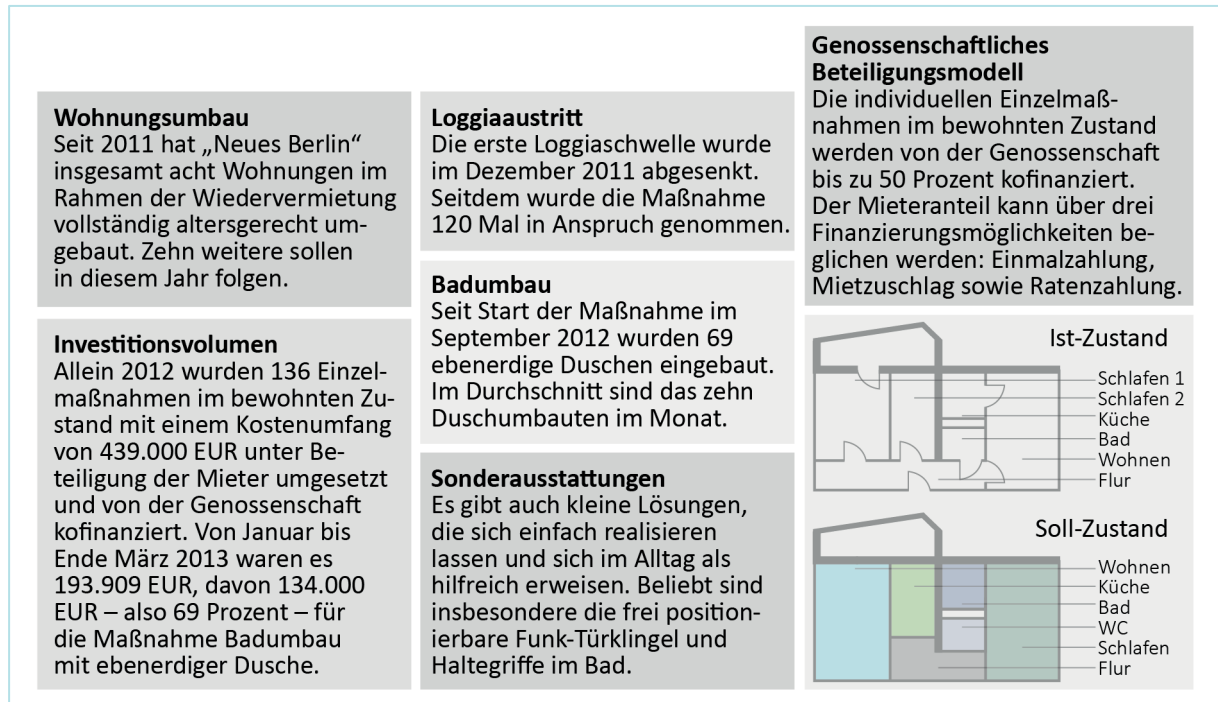 Wohnungsumbau
Seit 2011 hat „Neues Berlin“
insgesamt acht Wohnungen im
Rahmen der Wiedervermietung
vollständig altersgerecht um-
gebaut. Zehn weitere sollen
in diesem Jahr folgen.
Investitionsvolumen
Allein 2012 wurden 136 Einzel-
maßnahmen im bewohnten Zu-
stand mit einem Kostenumfang
von 439.000 EUR unter Be-
teiligung der Mieter umgesetzt
und von der Genossenschaft
kofinanziert. Von Januar bis
Ende März 2013 waren es
193.909 EUR, davon 134.000
EUR – also 69 Prozent – für
die Maßnahme Badumbau
mit ebenerdiger Dusche.
Loggiaaustritt
Die erste Loggiaschwelle wurde
im Dezember 2011 abgesenkt.
Seitdem wurde die Maßnahme
120 Mal in Anspruch genommen.
Badumbau
Seit Start der Maßnahme im
September 2012 wurden 69
ebenerdige Duschen eingebaut.
Im Durchschnitt sind das zehn
Duschumbauten im Monat.
Sonderausstattungen
Es gibt auch kleine Lösungen,
die sich einfach realisieren
lassen und sich im Alltag als
hilfreich erweisen. Beliebt sind
insbesondere die frei position-
ierbare Funk-Türklingel und
Haltegriffe im Bad.
Genossenschaftliches
Beteiligungsmodell
Die individuellen Einzelmaß-
nahmen im bewohnten Zustand
werden von der Genossenschaft
bis zu 50 Prozent kofinanziert.
Der Mieteranteil kann über drei
Finanzierungsmöglichkeiten be-
glichen werden: Einmalzahlung,
Mietzuschlag sowie Ratenzahlung.
Ist-Zustand
Schlafen 1
Schlafen 2
Küche
Bad
Wohnen
Flur
Soll-Zustand
Wohnen
Küche
Bad
WC
Schlafen
Flur